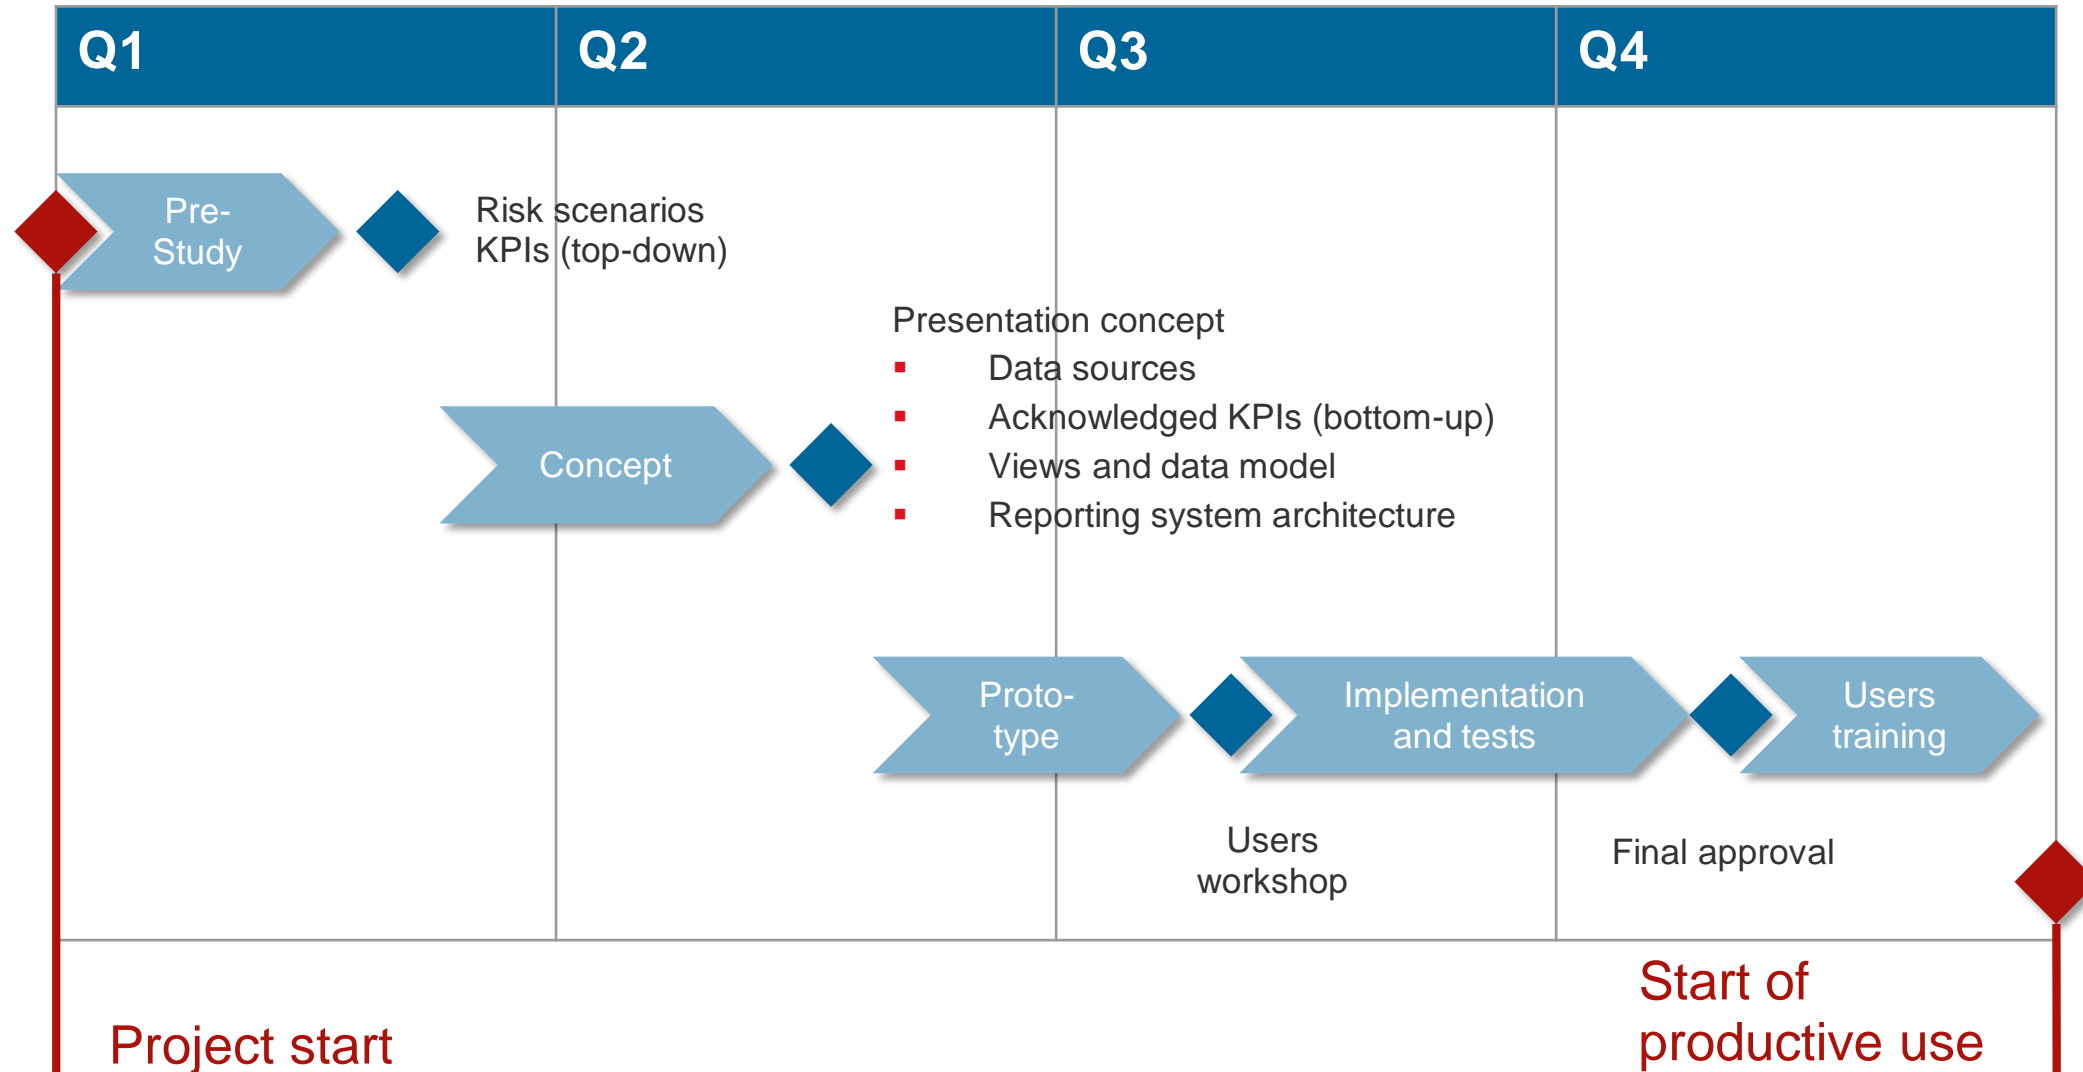 Q1
Q2
Q3
Q4
Pre-
Study
Risk scenarios
KPIs (top-down)
Presentation concept
▪ Data sources
▪ Acknowledged KPIs (bottom-up)
▪ Views and data model
▪ Reporting system architecture
Concept
Proto-
type
Implementation
and tests
Users
training
Users
workshop
Final approval
Project start
Start of
productive use